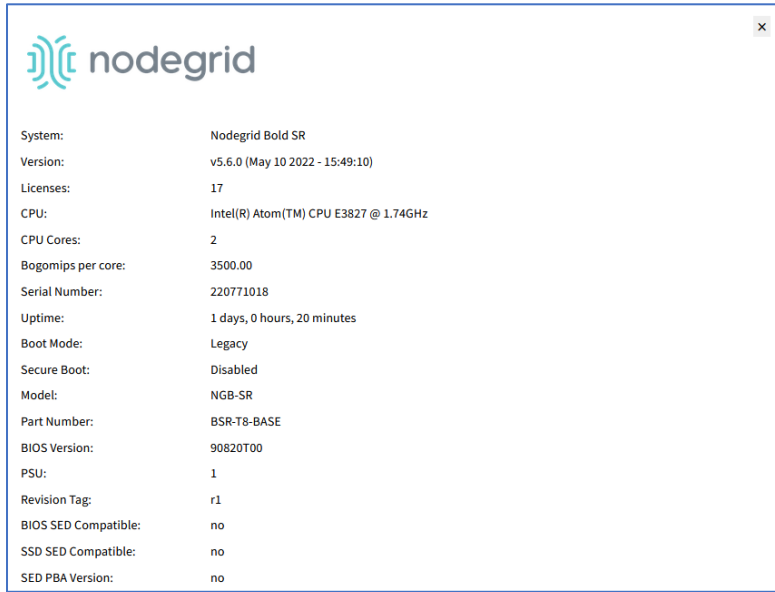 ×
nodegrid
System: Nodegrid Bold SR
Version: v5.6.0 (May 10 2022 - 15:49:10)
Licenses: 17
CPU: Intel(R) Atom(TM) CPU E3827 @ 1.74GHz
CPU Cores: 2
Bogomips per core: 3500.00
Serial Number: 220771018
Uptime: 1 days, 0 hours, 20 minutes
Boot Mode: Legacy
Secure Boot: Disabled
Model: NGB-SR
Part Number: BSR-T8-BASE
BIOS Version: 90820T00
PSU: 1
Revision Tag: r1
BIOS SED Compatible: no
SSD SED Compatible: no
SED PBA Version: no